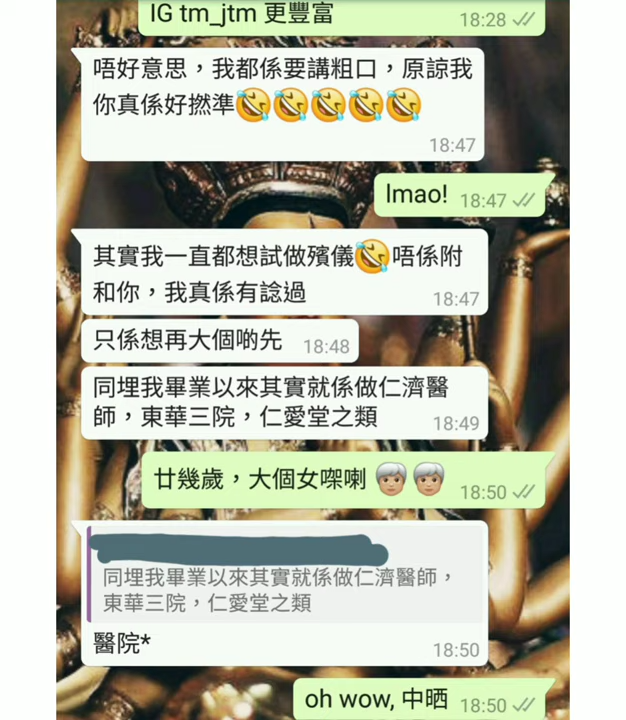 IG tm_jtm 更豐富
18:28
唔好意思，我都係要講粗口，原諒我
你真係好撚準🤣🤣🤣🤣🤣
18:47
lmao! 18:47
其實我一直都想試做殯儀🤣唔係附
和你，我真係有諗過
18:47
只係想再大個啲先 18:48
同埋我畢業以來其實就係做仁濟醫
師，東華三院，仁愛堂之類
18:49
廿幾歲，大個女㗎喇 👵🏽👵🏽 18:50
同埋我畢業以來其實就係做仁濟醫師，
東華三院，仁愛堂之類
醫院*
18:50
oh wow, 中晒 18:50